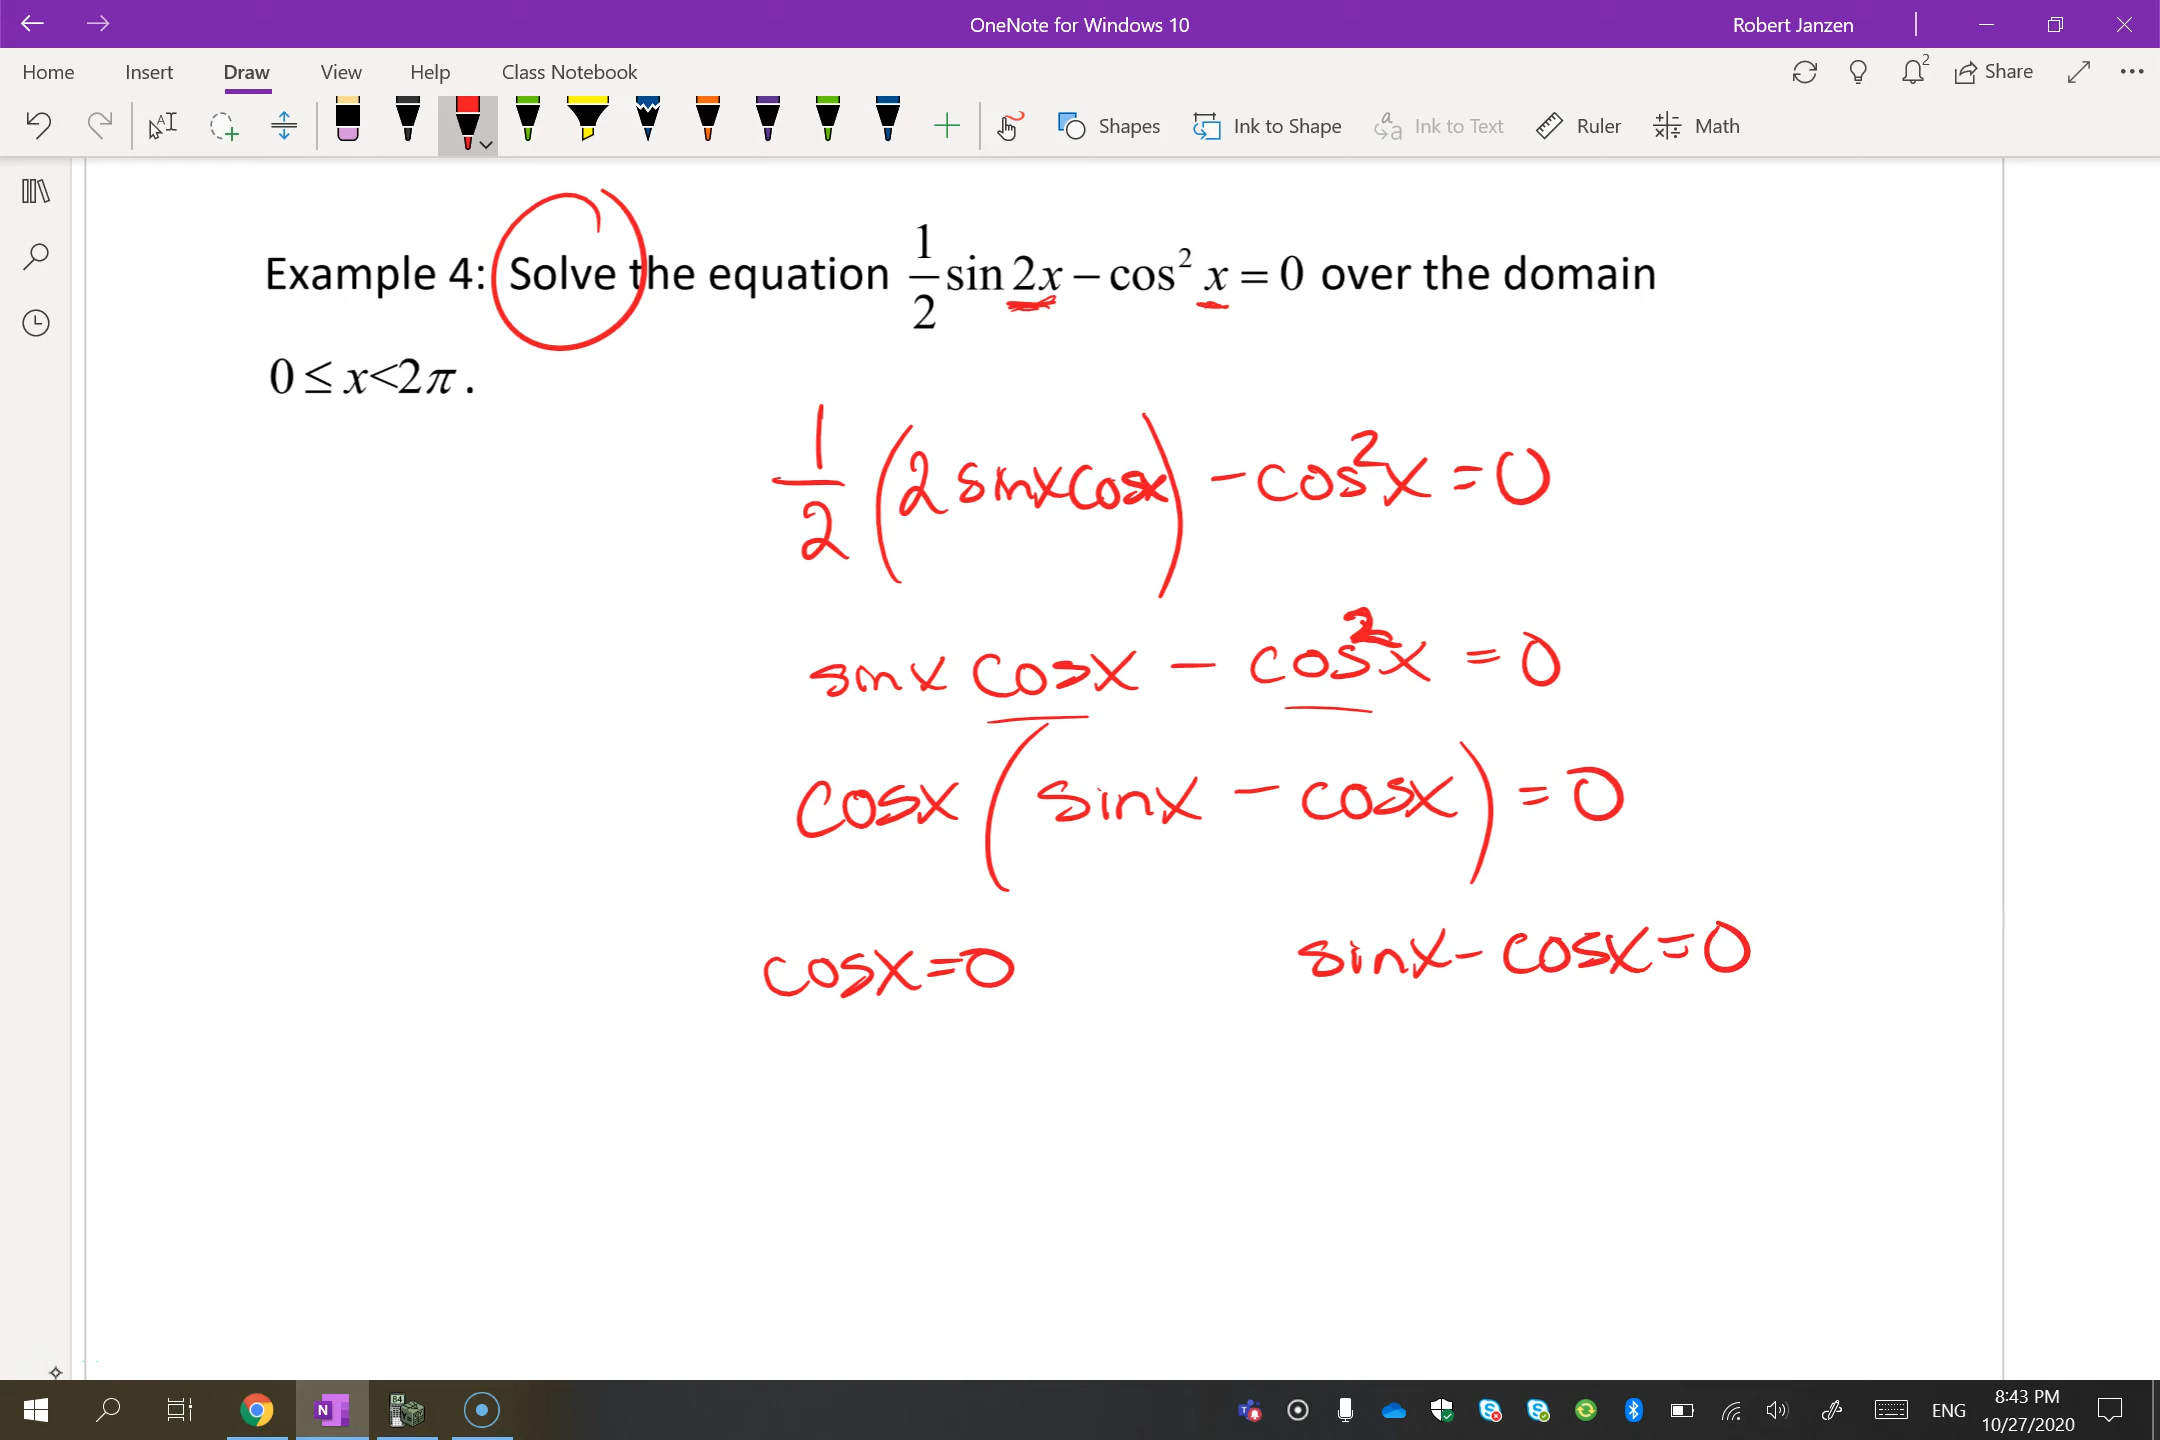 OneNote for Windows 10
Robert Janzen
Home Insert Draw View Help Class Notebook
2 Share
Shapes Ink to Shape Ink to Text Ruler Math
Example 4: Solve the equation 1/2 sin 2x − cos² x = 0 over the domain
0 ≤ x<2π.
1/2 (2 sinx cosx) − cos²x = 0
sinx cosx − cos²x = 0
cosx (sinx − cosx) = 0
cosx=0 sinx− cosx=0
ENG
8:43 PM
10/27/2020